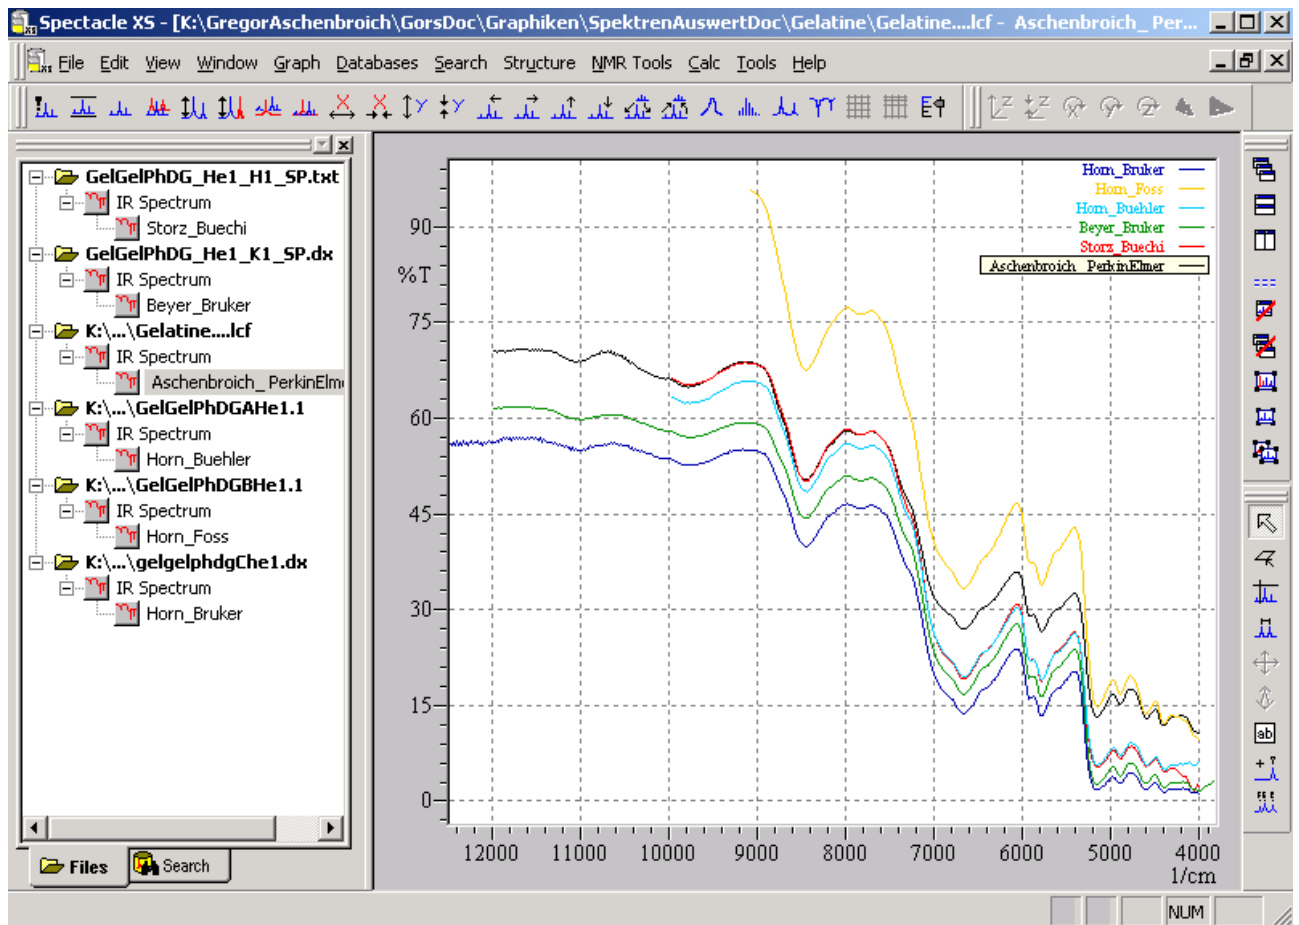 Spectacle XS - [K:\GregorAschenbroich\GorsDoc\Graphiken\SpektrenAuswertDoc\Gelatine\Gelatine....lcf - Aschenbroich_ Per...
File Edit View Window Graph Databases Search Structure NMR Tools Calc Tools Help
GelGelPhDG_He1_H1_SP.txt
IR Spectrum
Storz_Buechi
GelGelPhDG_He1_K1_SP.dx
IR Spectrum
Beyer_Bruker
K:\...\Gelatine....lcf
IR Spectrum
Aschenbroich_ PerkinElm
K:\...\GelGelPhDGAHe1.1
IR Spectrum
Horn_Buehler
K:\...\GelGelPhDGBHe1.1
IR Spectrum
Horn_Foss
K:\...\gelgelphdgChe1.dx
IR Spectrum
Horn_Bruker
Files
Search
Horn_Bruker
Horn_Foss
Horn_Buehler
Beyer_Bruker
Storz_Buechi
Aschenbroich PerkinElmer
%T
90
75
60
45
30
15
0
12000 11000 10000 9000 8000 7000 6000 5000 4000
1/cm
ab
NUM